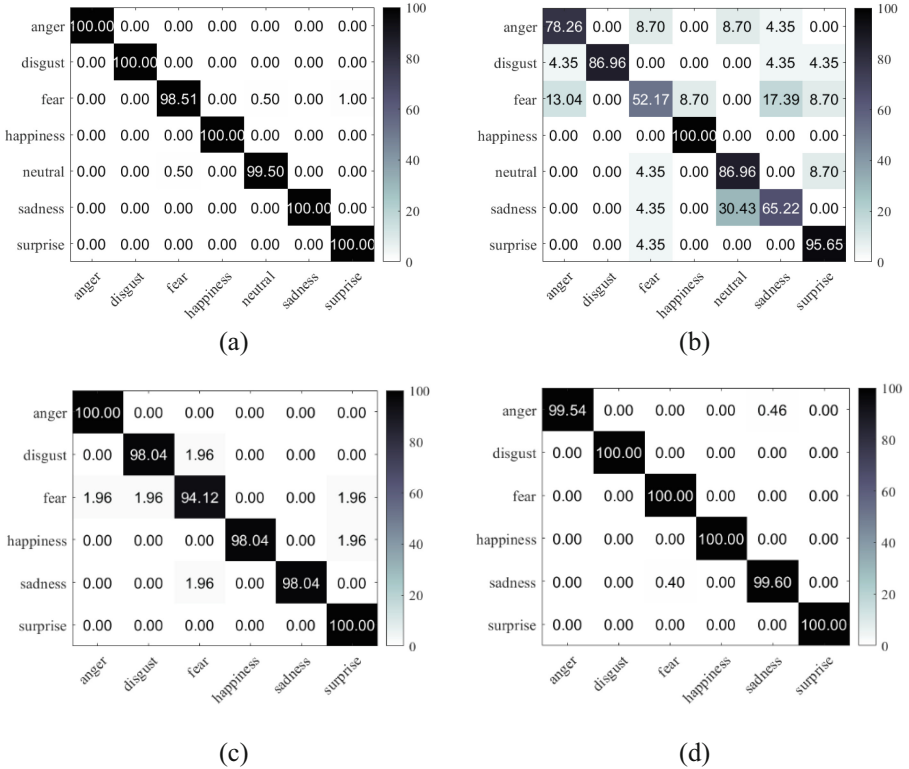 anger 100.00 0.00 0.00 0.00 0.00 0.00 0.00
disgust 0.00 100.00 0.00 0.00 0.00 0.00 0.00
fear 0.00 0.00 98.51 0.00 0.50 0.00 1.00
happiness 0.00 0.00 0.00 100.00 0.00 0.00 0.00
neutral 0.00 0.00 0.50 0.00 99.50 0.00 0.00
sadness 0.00 0.00 0.00 0.00 0.00 100.00 0.00
surprise 0.00 0.00 0.00 0.00 0.00 0.00 100.00
anger disgust fear happiness neutral sadness surprise
100
80
60
40
20
0
(a)
anger 78.26 0.00 8.70 0.00 8.70 4.35 0.00
disgust 4.35 86.96 0.00 0.00 0.00 4.35 4.35
fear 13.04 0.00 52.17 8.70 0.00 17.39 8.70
happiness 0.00 0.00 0.00 100.00 0.00 0.00 0.00
neutral 0.00 0.00 4.35 0.00 86.96 0.00 8.70
sadness 0.00 0.00 4.35 0.00 30.43 65.22 0.00
surprise 0.00 0.00 4.35 0.00 0.00 0.00 95.65
anger disgust fear happiness neutral sadness surprise
100
80
60
40
20
0
(b)
anger 100.00 0.00 0.00 0.00 0.00 0.00
disgust 0.00 98.04 1.96 0.00 0.00 0.00
fear 1.96 1.96 94.12 0.00 0.00 1.96
happiness 0.00 0.00 0.00 98.04 0.00 1.96
sadness 0.00 0.00 1.96 0.00 98.04 0.00
surprise 0.00 0.00 0.00 0.00 0.00 100.00
anger disgust fear happiness sadness surprise
100
80
60
40
20
0
(c)
anger 99.54 0.00 0.00 0.00 0.46 0.00
disgust 0.00 100.00 0.00 0.00 0.00 0.00
fear 0.00 0.00 100.00 0.00 0.00 0.00
happiness 0.00 0.00 0.00 100.00 0.00 0.00
sadness 0.00 0.00 0.40 0.00 99.60 0.00
surprise 0.00 0.00 0.00 0.00 0.00 100.00
anger disgust fear happiness sadness surprise
100
80
60
40
20
0
(d)